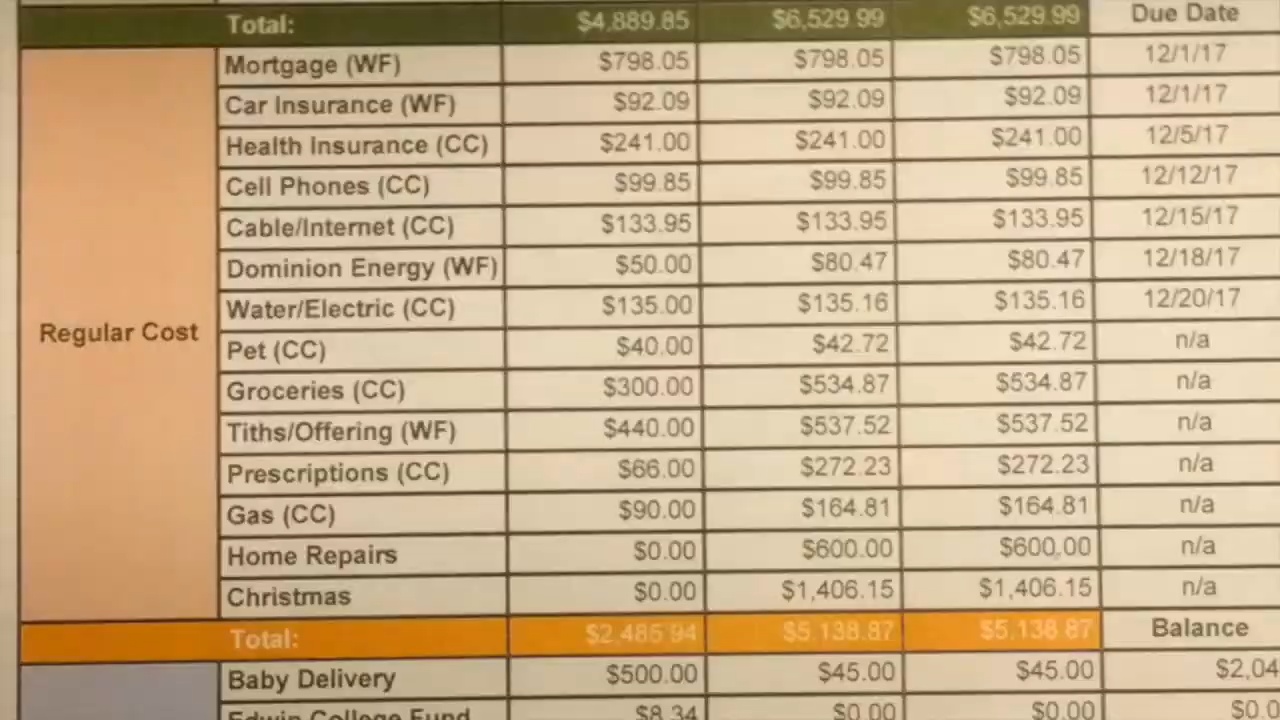 Total: $4,889.85 $6,529.99 $6,529.99 Due Date
Mortgage (WF) $798.05 $798.05 $798.05 12/1/17
Car Insurance (WF) $92.09 $92.09 $92.09 12/1/17
Health Insurance (CC) $241.00 $241.00 $241.00 12/5/17
Cell Phones (CC) $99.85 $99.85 $99.85 12/12/17
Cable/Internet (CC) $133.95 $133.95 $133.95 12/15/17
Dominion Energy (WF) $50.00 $80.47 $80.47 12/18/17
Water/Electric (CC) $135.00 $135.16 $135.16 12/20/17
Regular Cost
Pet (CC) $40.00 $42.72 $42.72 n/a
Groceries (CC) $300.00 $534.87 $534.87 n/a
Tiths/Offering (WF) $440.00 $537.52 $537.52 n/a
Prescriptions (CC) $66.00 $272.23 $272.23 n/a
Gas (CC) $90.00 $164.81 $164.81 n/a
Home Repairs $0.00 $600.00 $600.00 n/a
Christmas $0.00 $1,406.15 $1,406.15 n/a
Total: $2,485.94 $5,138.87 $5,138.87 Balance
Baby Delivery $500.00 $45.00 $45.00 $2,04
Edwin College Fund $8.34 $0.00 $0.00 $0.0